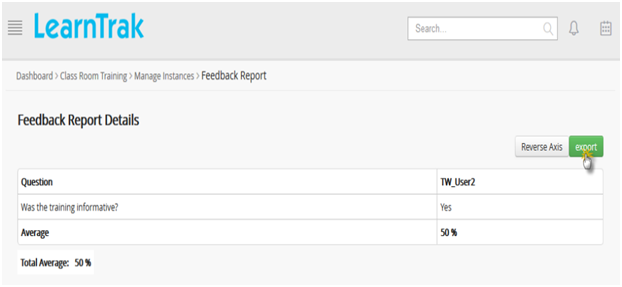 LearnTrak
Search...
Dashboard > Class Room Training > Manage Instances > Feedback Report
Feedback Report Details
Reverse Axis export
Question TW_User2
Was the training informative? Yes
Average 50 %
Total Average: 50 %